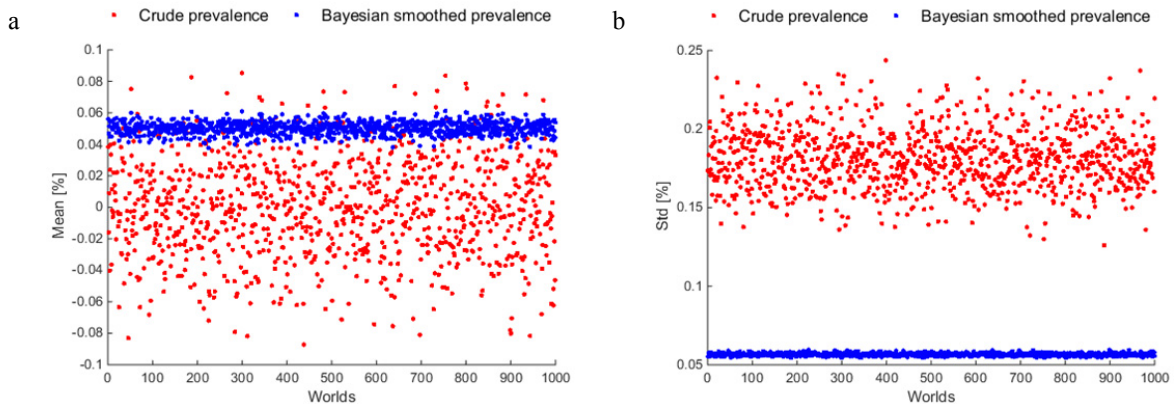 a
Crude prevalence Bayesian smoothed prevalence
0.1
0.08
0.06
0.04
0.02
0
-0.02
-0.04
-0.06
-0.08
-0.1
Mean [%]
0 100 200 300 400 500 600 700 800 900 1000
Worlds
b
Crude prevalence Bayesian smoothed prevalence
0.25
0.2
0.15
0.1
0.05
Std [%]
0 100 200 300 400 500 600 700 800 900 1000
Worlds